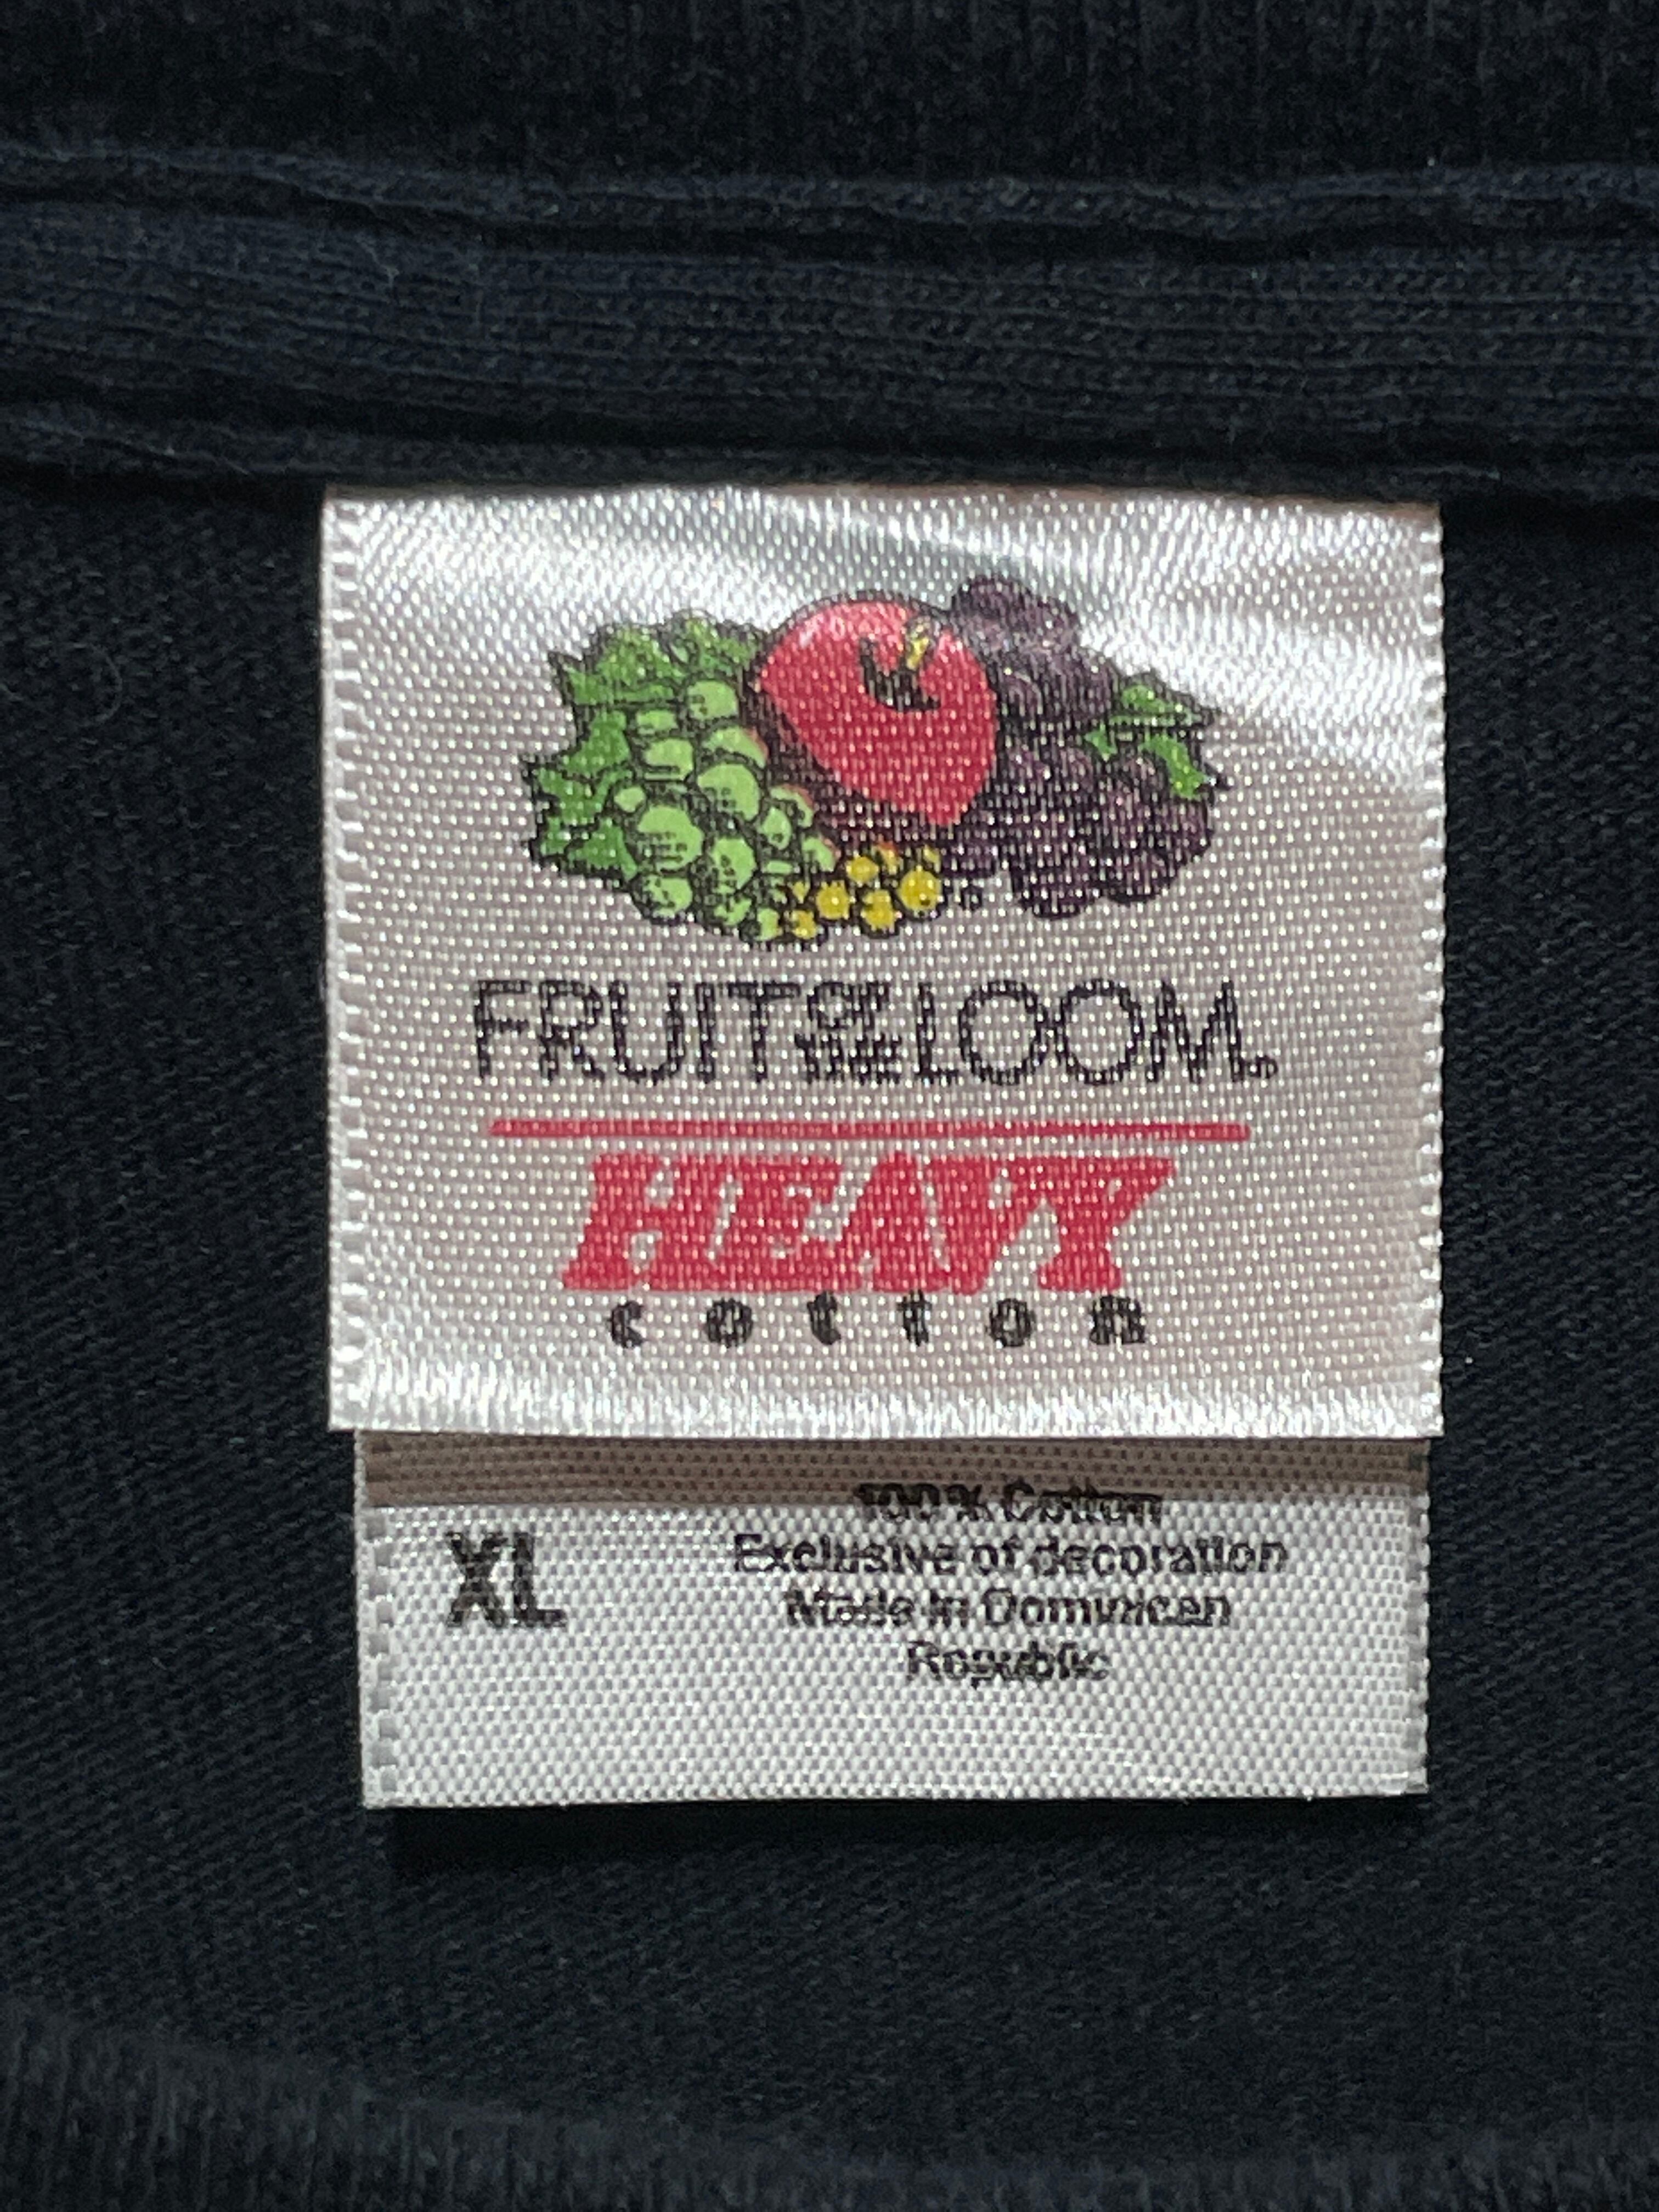 FRUIT OF THE LOOM®
HEAVY
cotton
XL
100% Cotton
Exclusive of decoration
Made in Dominican
Republic